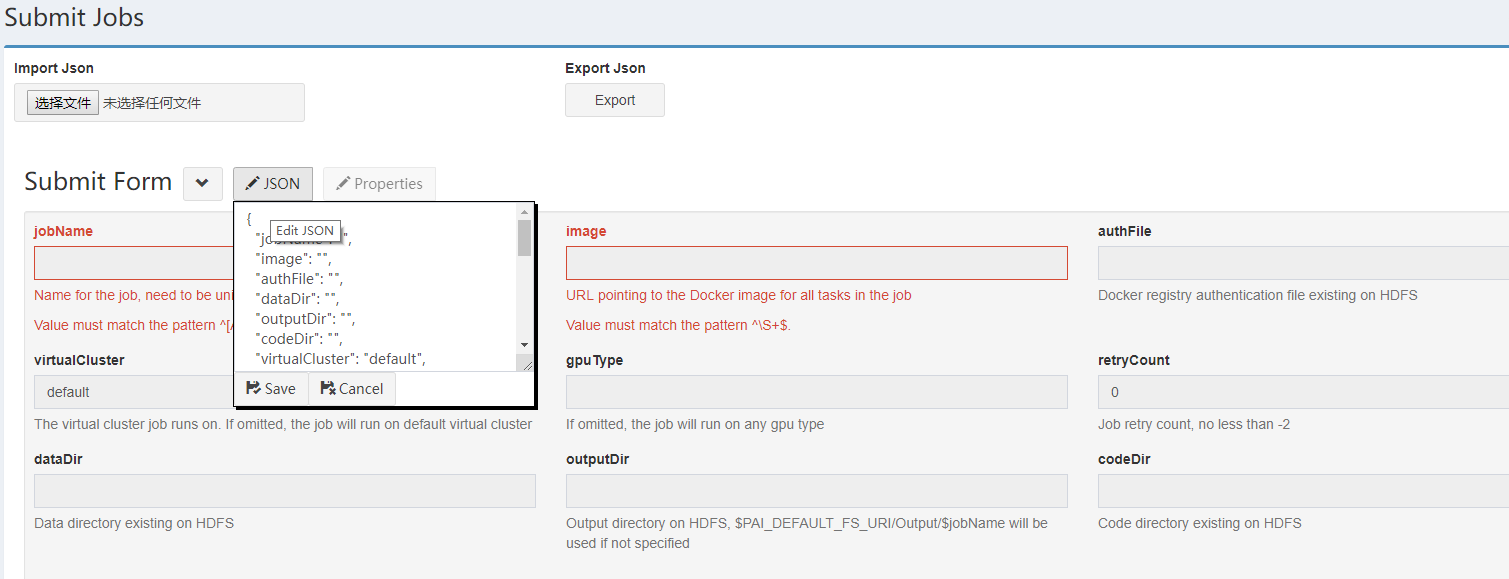 Submit Jobs
Import Json
Export Json
选择文件 未选择任何文件
Export
Submit Form
JSON
Properties
{
Edit JSON
"image": "",
"authFile": "",
"dataDir": "",
"outputDir": "",
"codeDir": "",
"virtualCluster": "default",
Save
Cancel
jobName
image
authFile
Name for the job, need to be
URL pointing to the Docker image for all tasks in the job
Docker registry authentication file existing on HDFS
Value must match the pattern
Value must match the pattern ^\S+$.
virtualCluster
gpuType
retryCount
default
0
The virtual cluster job runs on. If omitted, the job will run on default virtual cluster
If omitted, the job will run on any gpu type
Job retry count, no less than -2
dataDir
outputDir
codeDir
Data directory existing on HDFS
Output directory on HDFS, $PAI_DEFAULT_FS_URI/Output/$jobName will be
used if not specified
Code directory existing on HDFS